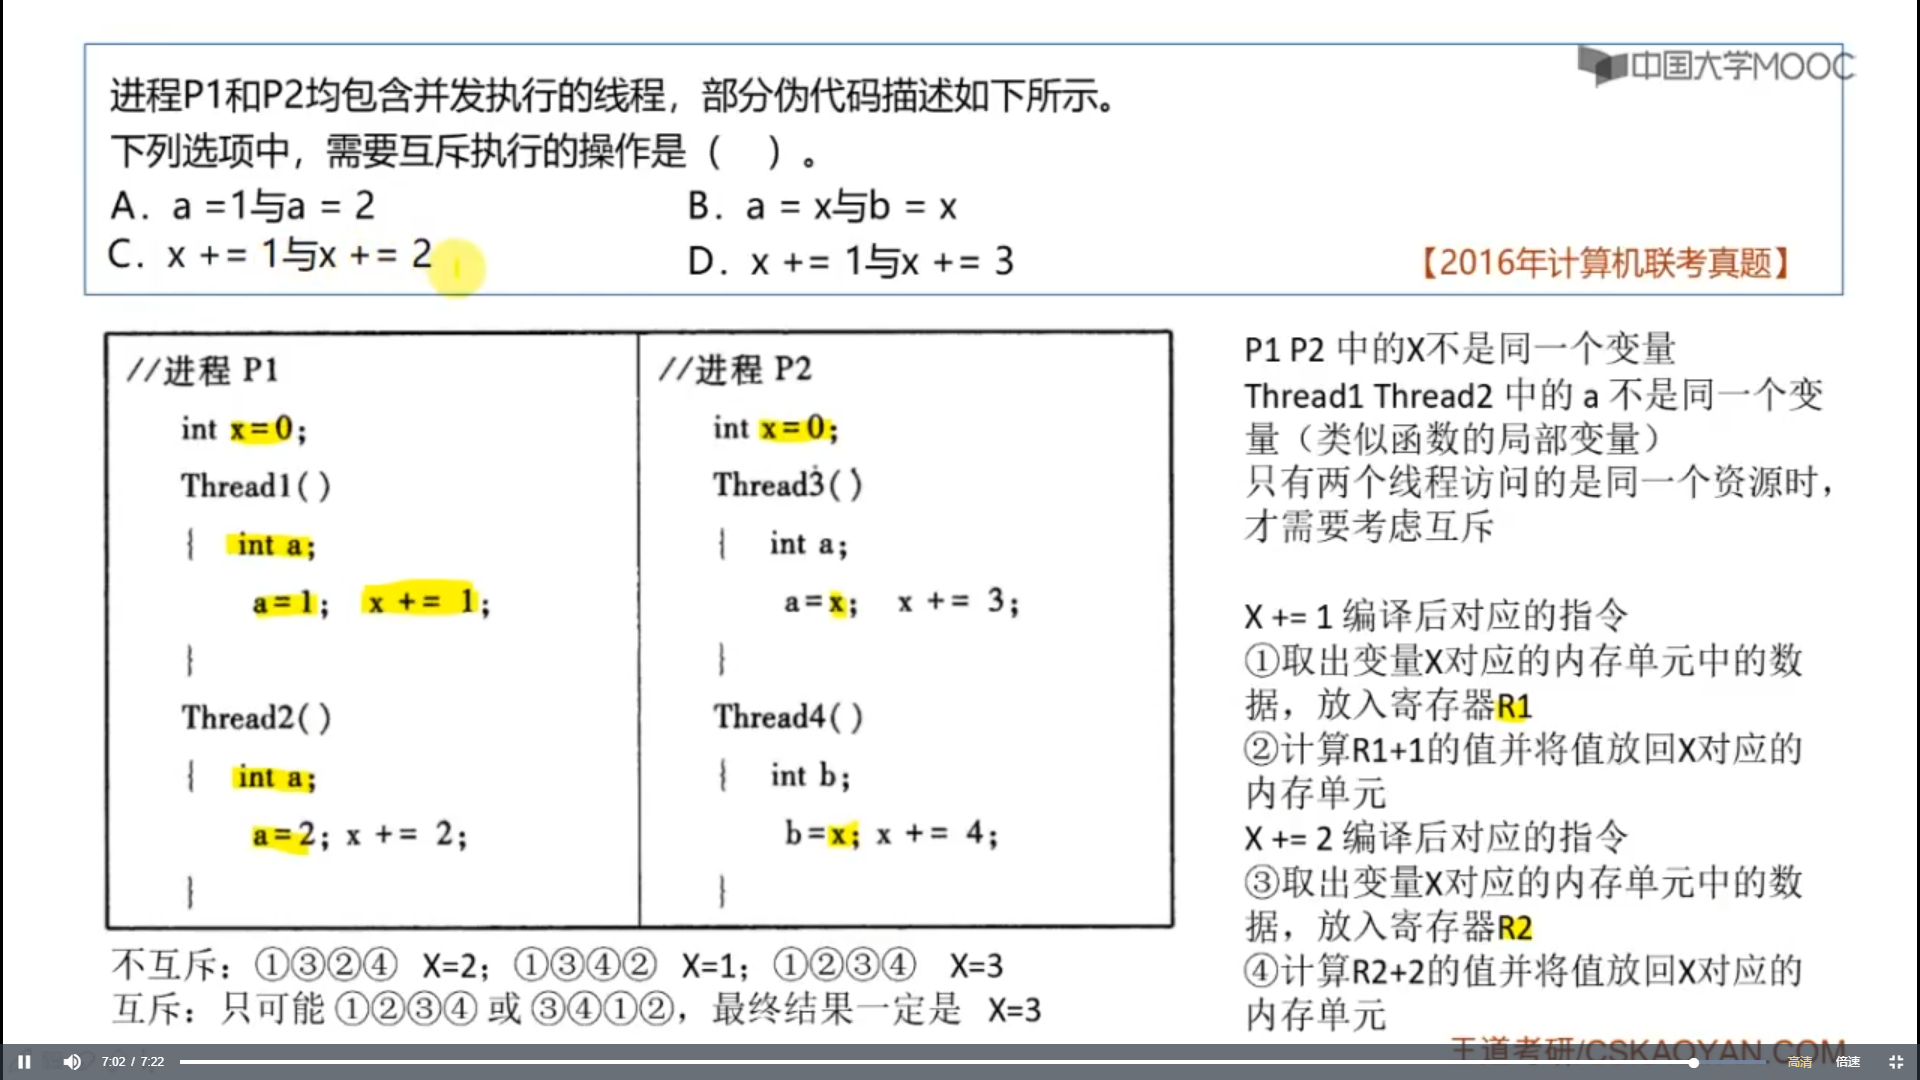 中国大学MOOC
进程P1和P2均包含并发执行的线程，部分伪代码描述如下所示。
下列选项中，需要互斥执行的操作是（ ）。
A. a =1与a = 2
B. a = x与b = x
C. x += 1与x += 2
D. x += 1与x += 3
【2016年计算机联考真题】
//进程 P1
int x=0;
Thread1()
{ int a;
a=1; x += 1;
}
Thread2()
{ int a;
a=2; x += 2;
}
//进程 P2
int x=0;
Thread3()
{ int a;
a=x; x += 3;
}
Thread4()
{ int b;
b=x; x += 4;
}
P1 P2 中的X不是同一个变量
Thread1 Thread2 中的 a 不是同一个变
量（类似函数的局部变量）
只有两个线程访问的是同一个资源时，
才需要考虑互斥
X += 1 编译后对应的指令
①取出变量X对应的内存单元中的数
据，放入寄存器R1
②计算R1+1的值并将值放回X对应的
内存单元
X += 2 编译后对应的指令
③取出变量X对应的内存单元中的数
据，放入寄存器R2
④计算R2+2的值并将值放回X对应的
内存单元
不互斥：①③②④ X=2；①③④② X=1；①②③④ X=3
互斥：只可能 ①②③④ 或 ③④①②，最终结果一定是 X=3
王道考研/CSKAOYAN.COM
7:02 / 7:22
高清
倍速